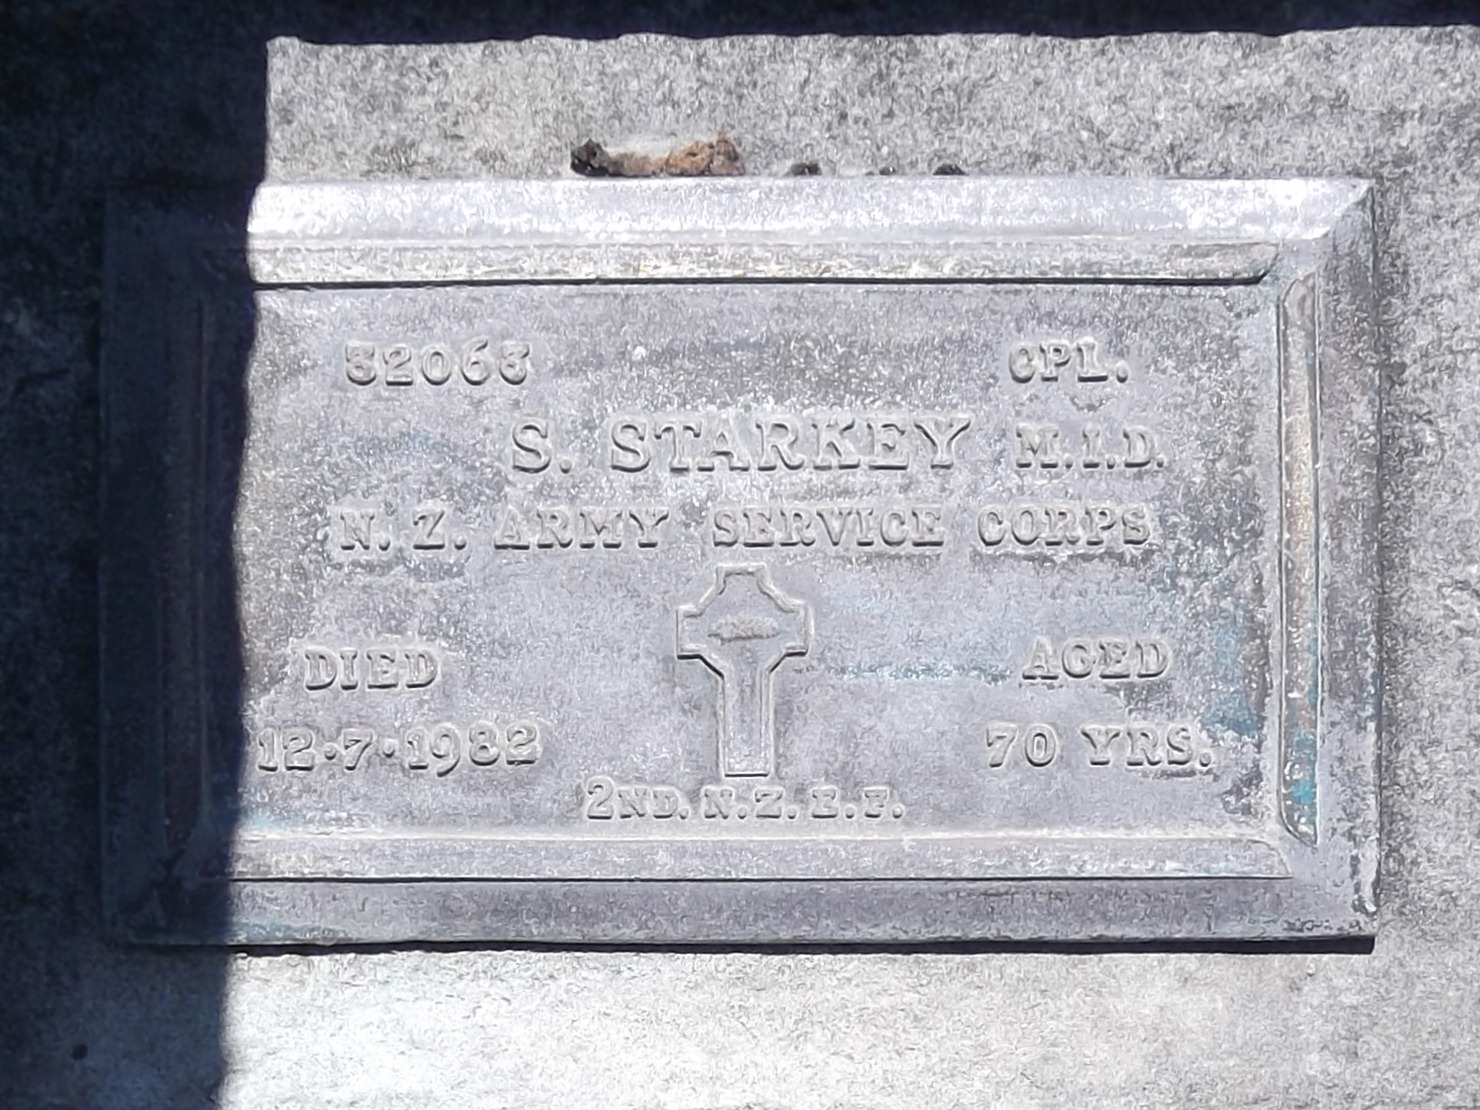 32063 CPL.
S. STARKEY M.I.D.
N. Z. ARMY SERVICE CORPS
DIED AGED
12·7·1982 70 YRS.
2ND. N.Z.E.F.